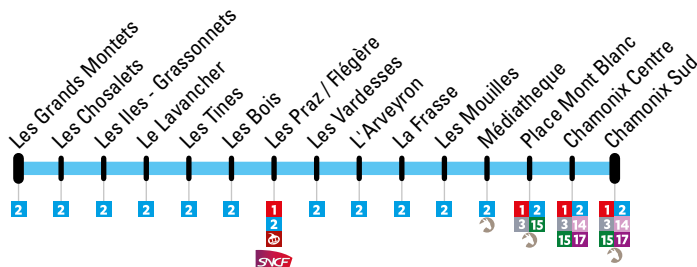 Les Grands Montets
Les Chosalets
Les Iles - Grassonnets
Le Lavancher
Les Tines
Les Bois
Les Praz / Flégère
Les Vardesses
L'Arveyron
La Frasse
Les Mouilles
Médiatheque
Place Mont Blanc
Chamonix Centre
Chamonix Sud
2 2 2 2 2 2 1 2 2 2 2 2 1 2 1 2 1 2
2 3 15 3 14 3 14
15 17 15 17
SNCF